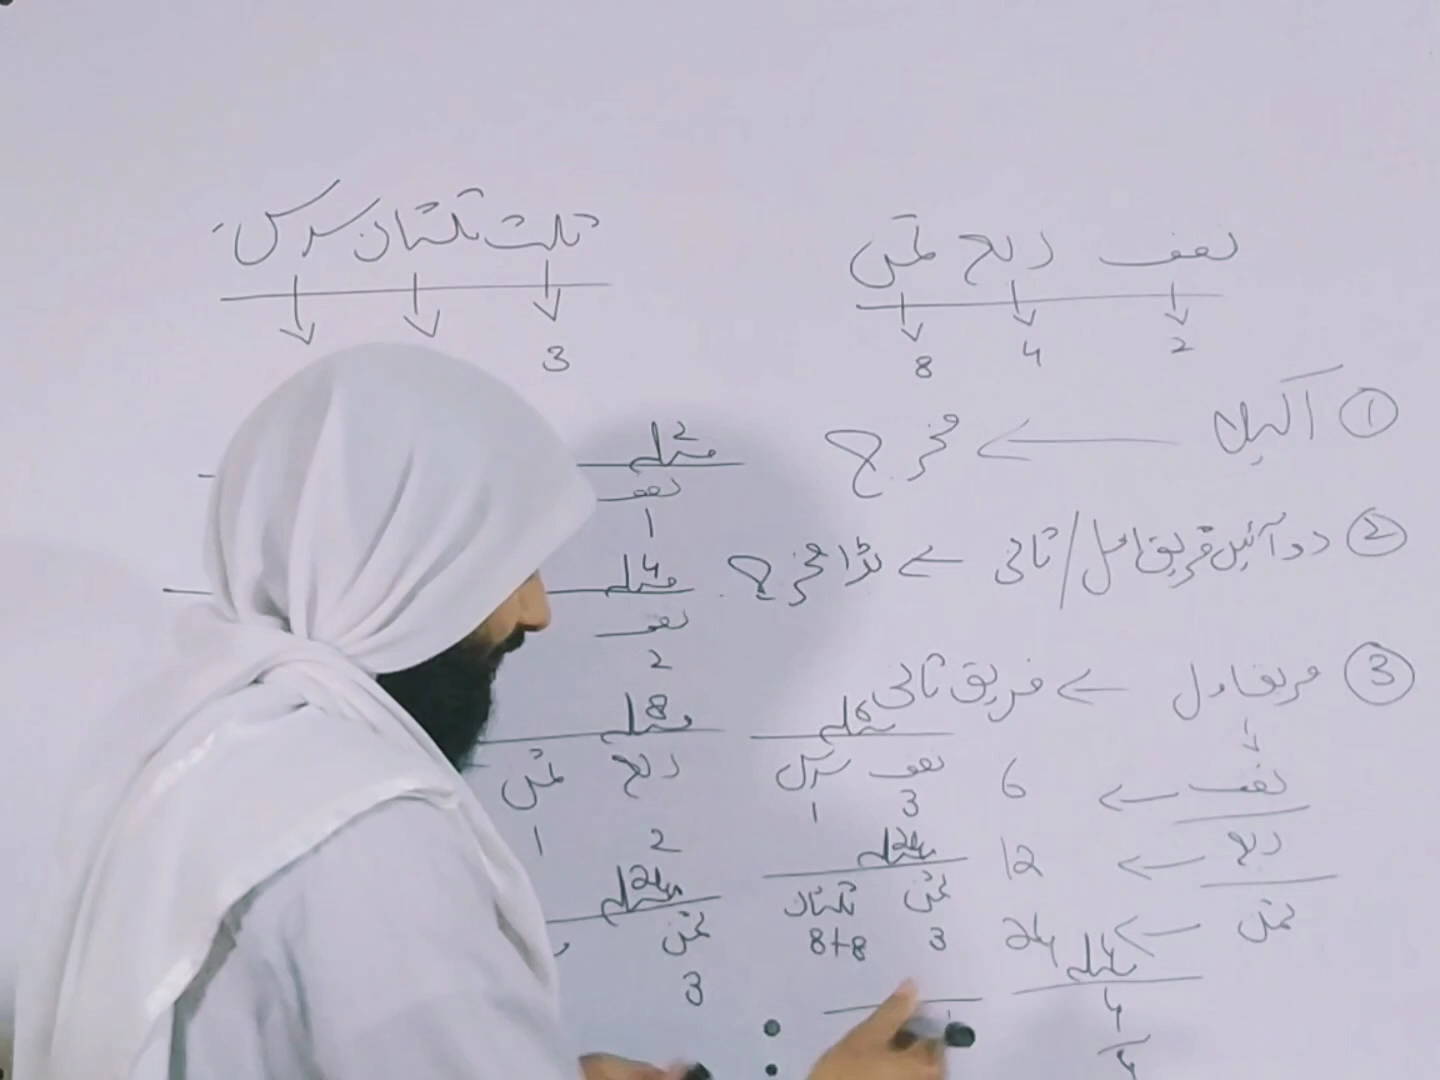 نصف ربع ثمن
2 4 8
ثلث ثلثان سدس
3
① اکیلا ← مخرج
② دو آئیں فریق اول/ثانی ← بڑا مخرج
③ فریق اول ← فریق ثانی
نصف ← 6
ربع ← 12
ثمن ← 24
مسئلہ 2
نصف
1
مسئلہ 4
نصف
2
مسئلہ 8
ربع ثمن
2 1
مسئلہ 24
ثمن
3
مسئلہ 6
نصف سدس
3 1
مسئلہ 24
ثمن ثلثان
3 8+8
مسئلہ
4